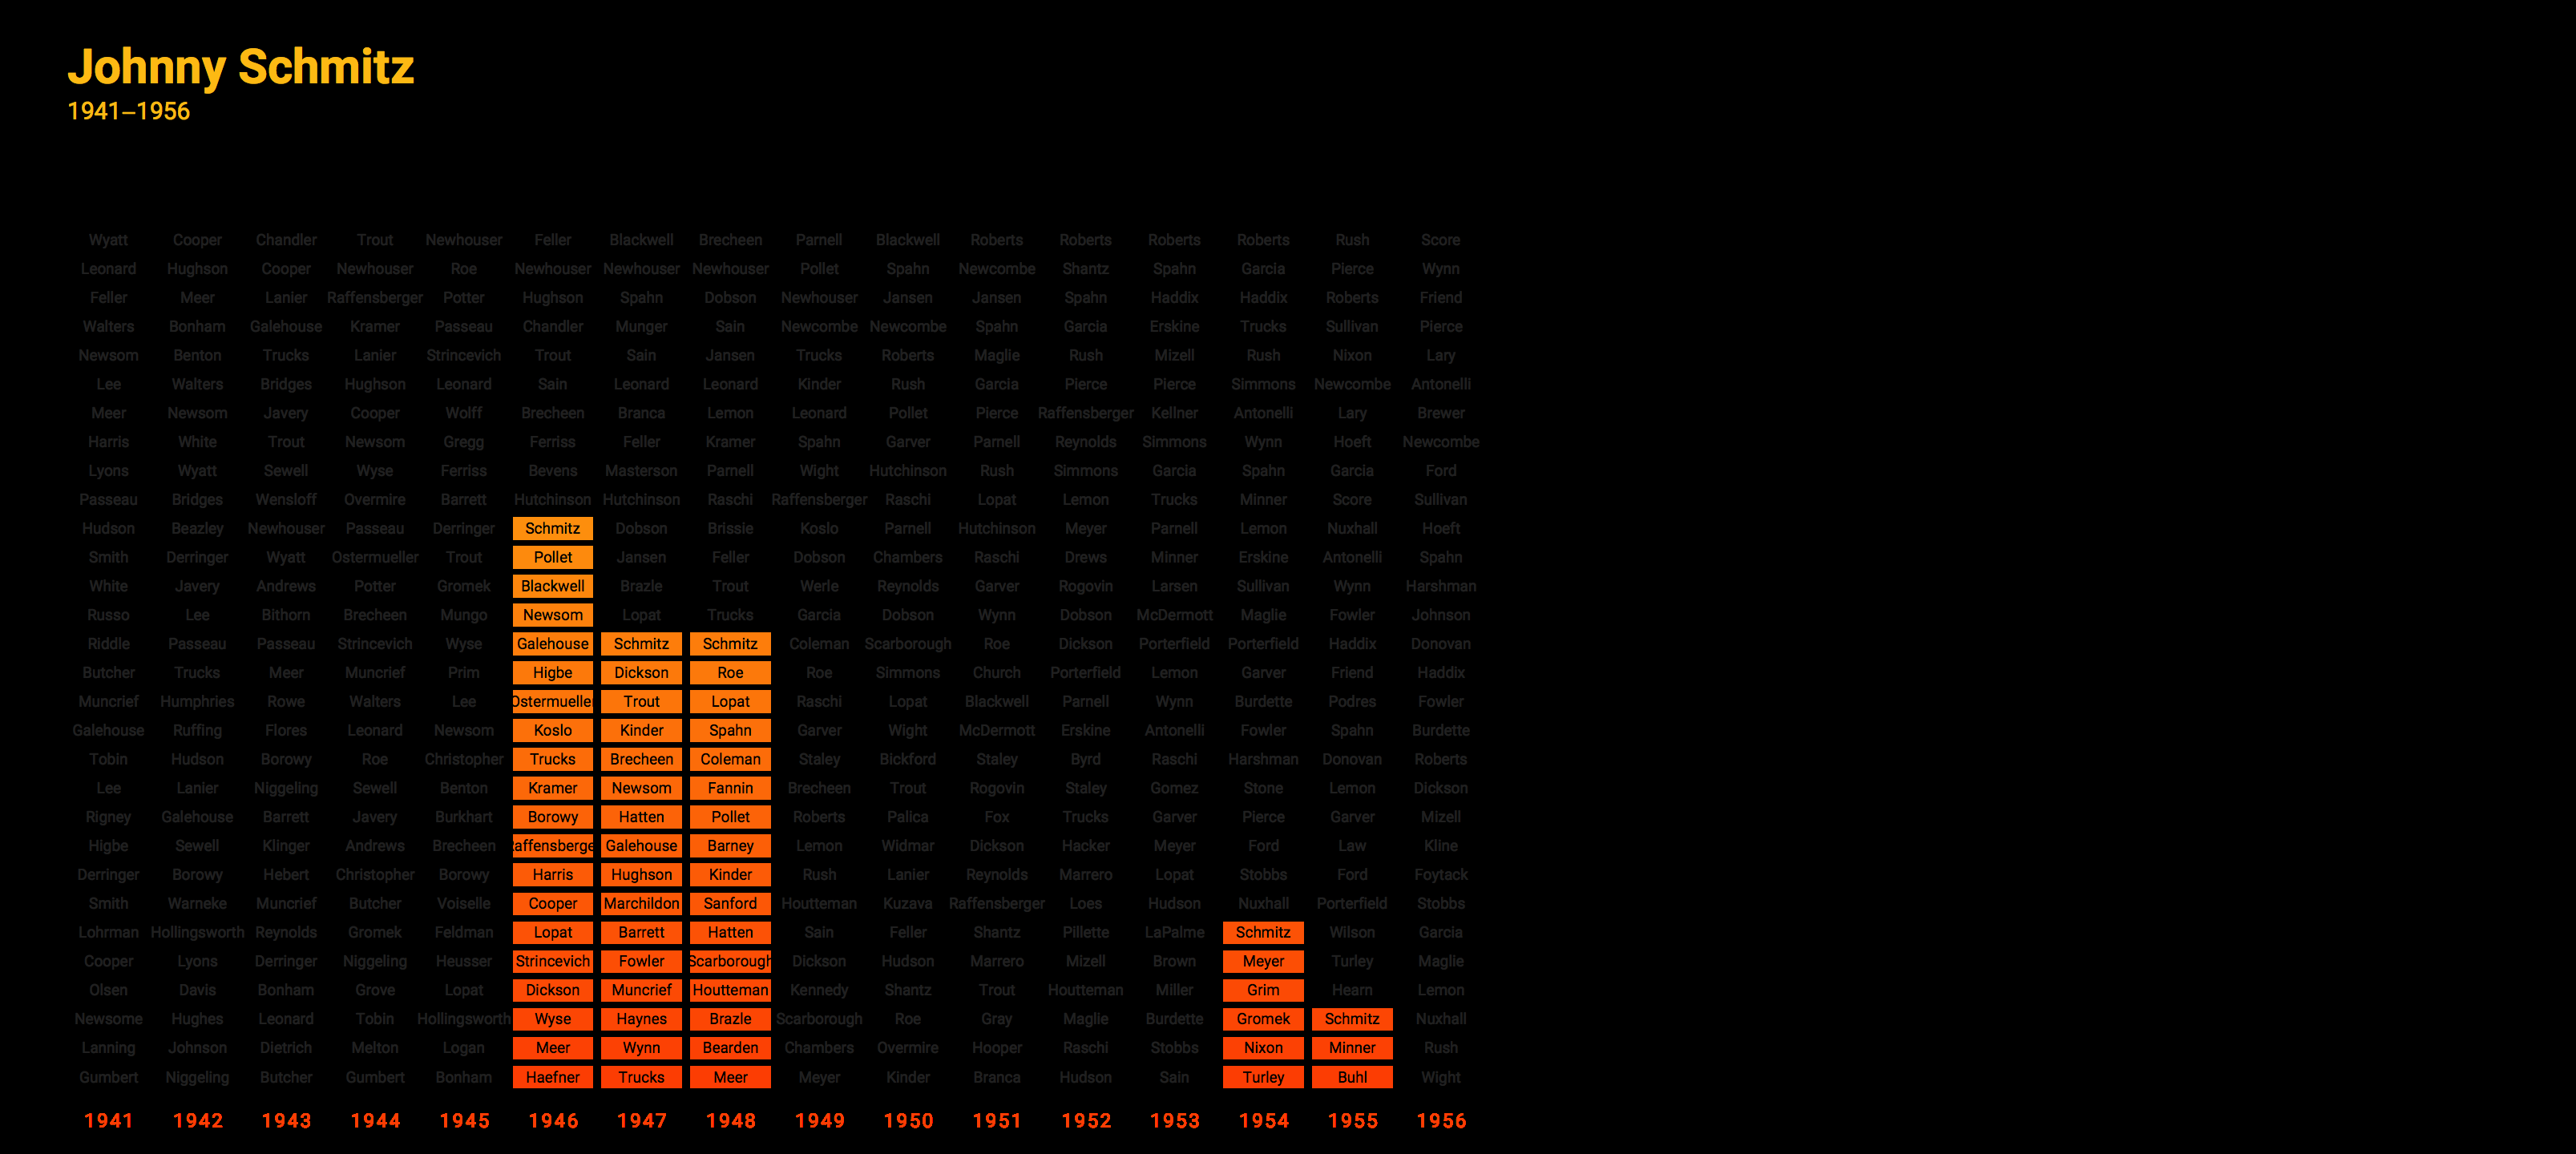 Johnny Schmitz
1941–1956
Wyatt Cooper Chandler Trout Newhouser Feller Blackwell Brecheen Parnell Blackwell Roberts Roberts Roberts Roberts Rush Score
Leonard Hughson Cooper Newhouser Roe Newhouser Newhouser Newhouser Pollet Spahn Newcombe Shantz Spahn Garcia Pierce Wynn
Feller Meer Lanier Raffensberger Potter Hughson Spahn Dobson Newhouser Jansen Jansen Spahn Haddix Haddix Roberts Friend
Walters Bonham Galehouse Kramer Passeau Chandler Munger Sain Newcombe Newcombe Spahn Garcia Erskine Trucks Sullivan Pierce
Newsom Benton Trucks Lanier Strincevich Trout Sain Jansen Trucks Roberts Maglie Rush Mizell Rush Nixon Lary
Lee Walters Bridges Hughson Leonard Sain Leonard Leonard Kinder Rush Garcia Pierce Pierce Simmons Newcombe Antonelli
Meer Newsom Javery Cooper Wolff Brecheen Branca Lemon Leonard Pollet Pierce Raffensberger Kellner Antonelli Lary Brewer
Harris White Trout Newsom Gregg Ferriss Feller Kramer Spahn Garver Parnell Reynolds Simmons Wynn Hoeft Newcombe
Lyons Wyatt Sewell Wyse Ferriss Bevens Masterson Parnell Wight Hutchinson Rush Simmons Garcia Spahn Garcia Ford
Passeau Bridges Wensloff Overmire Barrett Hutchinson Hutchinson Raschi Raffensberger Raschi Lopat Lemon Trucks Minner Score Sullivan
Hudson Beazley Newhouser Passeau Derringer Schmitz Dobson Brissie Koslo Parnell Hutchinson Meyer Parnell Lemon Nuxhall Hoeft
Smith Derringer Wyatt Ostermueller Trout Pollet Jansen Feller Dobson Chambers Raschi Drews Minner Erskine Antonelli Spahn
White Javery Andrews Potter Gromek Blackwell Brazle Trout Werle Reynolds Garver Rogovin Larsen Sullivan Wynn Harshman
Russo Lee Bithorn Brecheen Mungo Newsom Lopat Trucks Garcia Dobson Wynn Dobson McDermott Maglie Fowler Johnson
Riddle Passeau Passeau Strincevich Wyse Galehouse Schmitz Schmitz Coleman Scarborough Roe Dickson Porterfield Porterfield Haddix Donovan
Butcher Trucks Meer Muncrief Prim Higbe Dickson Roe Roe Simmons Church Porterfield Lemon Garver Friend Haddix
Muncrief Humphries Rowe Walters Lee Ostermuelle Trout Lopat Raschi Lopat Blackwell Parnell Wynn Burdette Podres Fowler
Galehouse Ruffing Flores Leonard Newsom Koslo Kinder Spahn Garver Wight McDermott Erskine Antonelli Fowler Spahn Burdette
Tobin Hudson Borowy Roe Christopher Trucks Brecheen Coleman Staley Bickford Staley Byrd Raschi Harshman Donovan Roberts
Lee Lanier Niggeling Sewell Benton Kramer Newsom Fannin Brecheen Trout Rogovin Staley Gomez Stone Lemon Dickson
Rigney Galehouse Barrett Javery Burkhart Borowy Hatten Pollet Roberts Palica Fox Trucks Garver Pierce Garver Mizell
Higbe Sewell Klinger Andrews Brecheen affensberge Galehouse Barney Lemon Widmar Dickson Hacker Meyer Ford Law Kline
Derringer Borowy Hebert Christopher Borowy Harris Hughson Kinder Rush Lanier Reynolds Marrero Lopat Stobbs Ford Foytack
Smith Warneke Muncrief Butcher Voiselle Cooper Marchildon Sanford Houtteman Kuzava Raffensberger Loes Hudson Nuxhall Porterfield Stobbs
Lohrman Hollingsworth Reynolds Gromek Feldman Lopat Barrett Hatten Sain Feller Shantz Pillette LaPalme Schmitz Wilson Garcia
Cooper Lyons Derringer Niggeling Heusser Strincevich Fowler Scarborough Dickson Hudson Marrero Mizell Brown Meyer Turley Maglie
Olsen Davis Bonham Grove Lopat Dickson Muncrief Houtteman Kennedy Shantz Trout Houtteman Miller Grim Hearn Lemon
Newsome Hughes Leonard Tobin Hollingsworth Wyse Haynes Brazle Scarborough Roe Gray Maglie Burdette Gromek Schmitz Nuxhall
Lanning Johnson Dietrich Melton Logan Meer Wynn Bearden Chambers Overmire Hooper Raschi Stobbs Nixon Minner Rush
Gumbert Niggeling Butcher Gumbert Bonham Haefner Trucks Meer Meyer Kinder Branca Hudson Sain Turley Buhl Wight
1941 1942 1943 1944 1945 1946 1947 1948 1949 1950 1951 1952 1953 1954 1955 1956